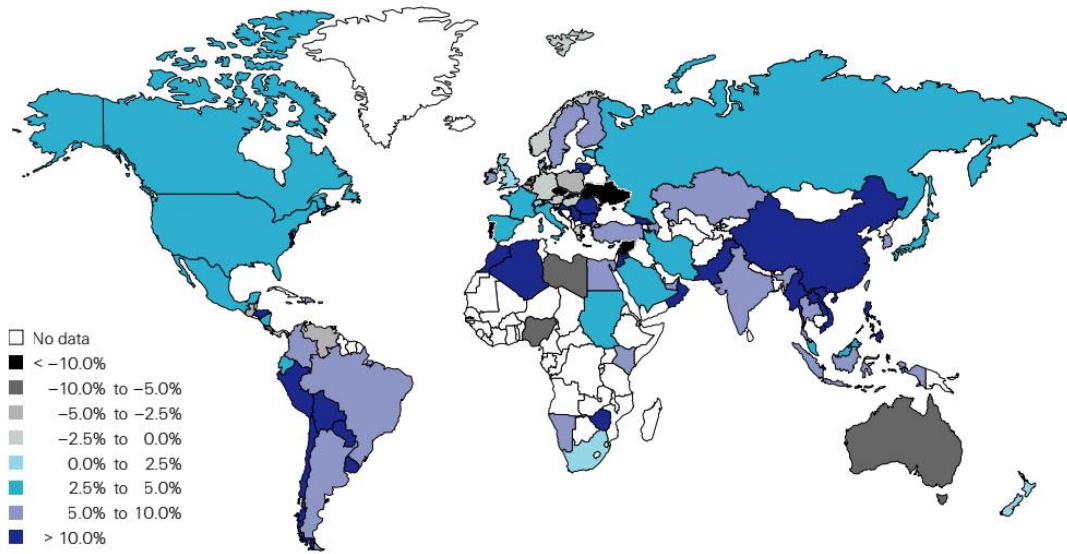 No data
< −10.0%
−10.0% to −5.0%
−5.0% to −2.5%
−2.5% to 0.0%
0.0% to 2.5%
2.5% to 5.0%
5.0% to 10.0%
> 10.0%